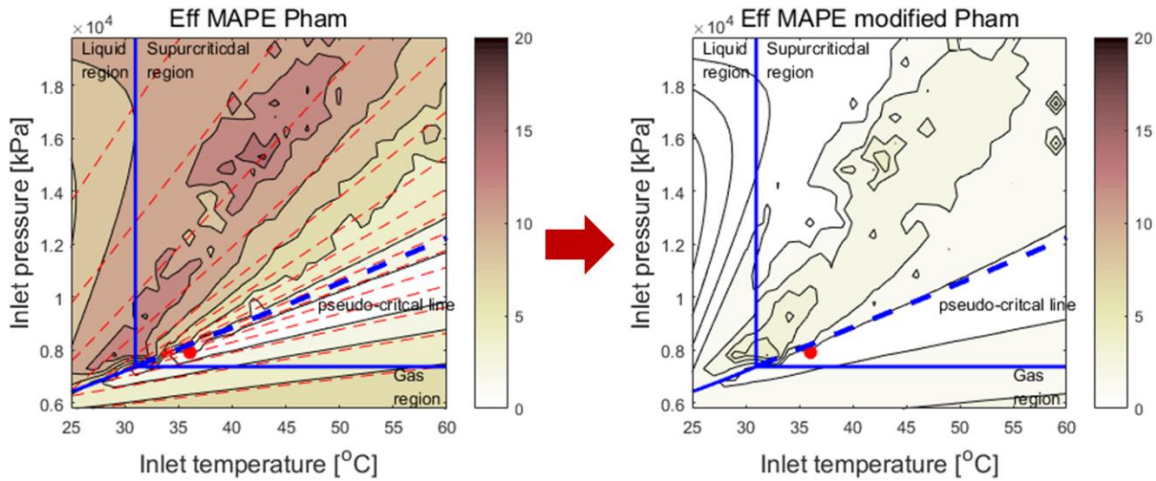 Eff MAPE Pham
×10⁴
Liquid region
Supurcriticdal region
1.8
1.6
1.4
1.2
1
0.8
0.6
Inlet pressure [kPa]
pseudo-critcal line
Gas region
25 30 35 40 45 50 55 60
Inlet temperature [°C]
20
15
10
5
0
Eff MAPE modified Pham
×10⁴
Liquid region
Supurcriticdal region
1.8
1.6
1.4
1.2
1
0.8
0.6
Inlet pressure [kPa]
pseudo-critcal line
Gas region
25 30 35 40 45 50 55 60
Inlet temperature [°C]
20
15
10
5
0